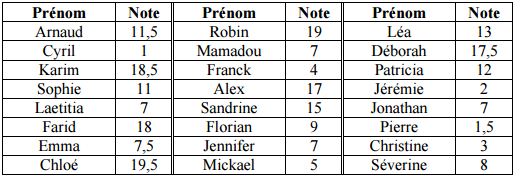 Prénom Note Prénom Note Prénom Note
Arnaud 11,5 Robin 19 Léa 13
Cyril 1 Mamadou 7 Déborah 17,5
Karim 18,5 Franck 4 Patricia 12
Sophie 11 Alex 17 Jérémie 2
Laetitia 7 Sandrine 15 Jonathan 7
Farid 18 Florian 9 Pierre 1,5
Emma 7,5 Jennifer 7 Christine 3
Chloé 19,5 Mickael 5 Séverine 8